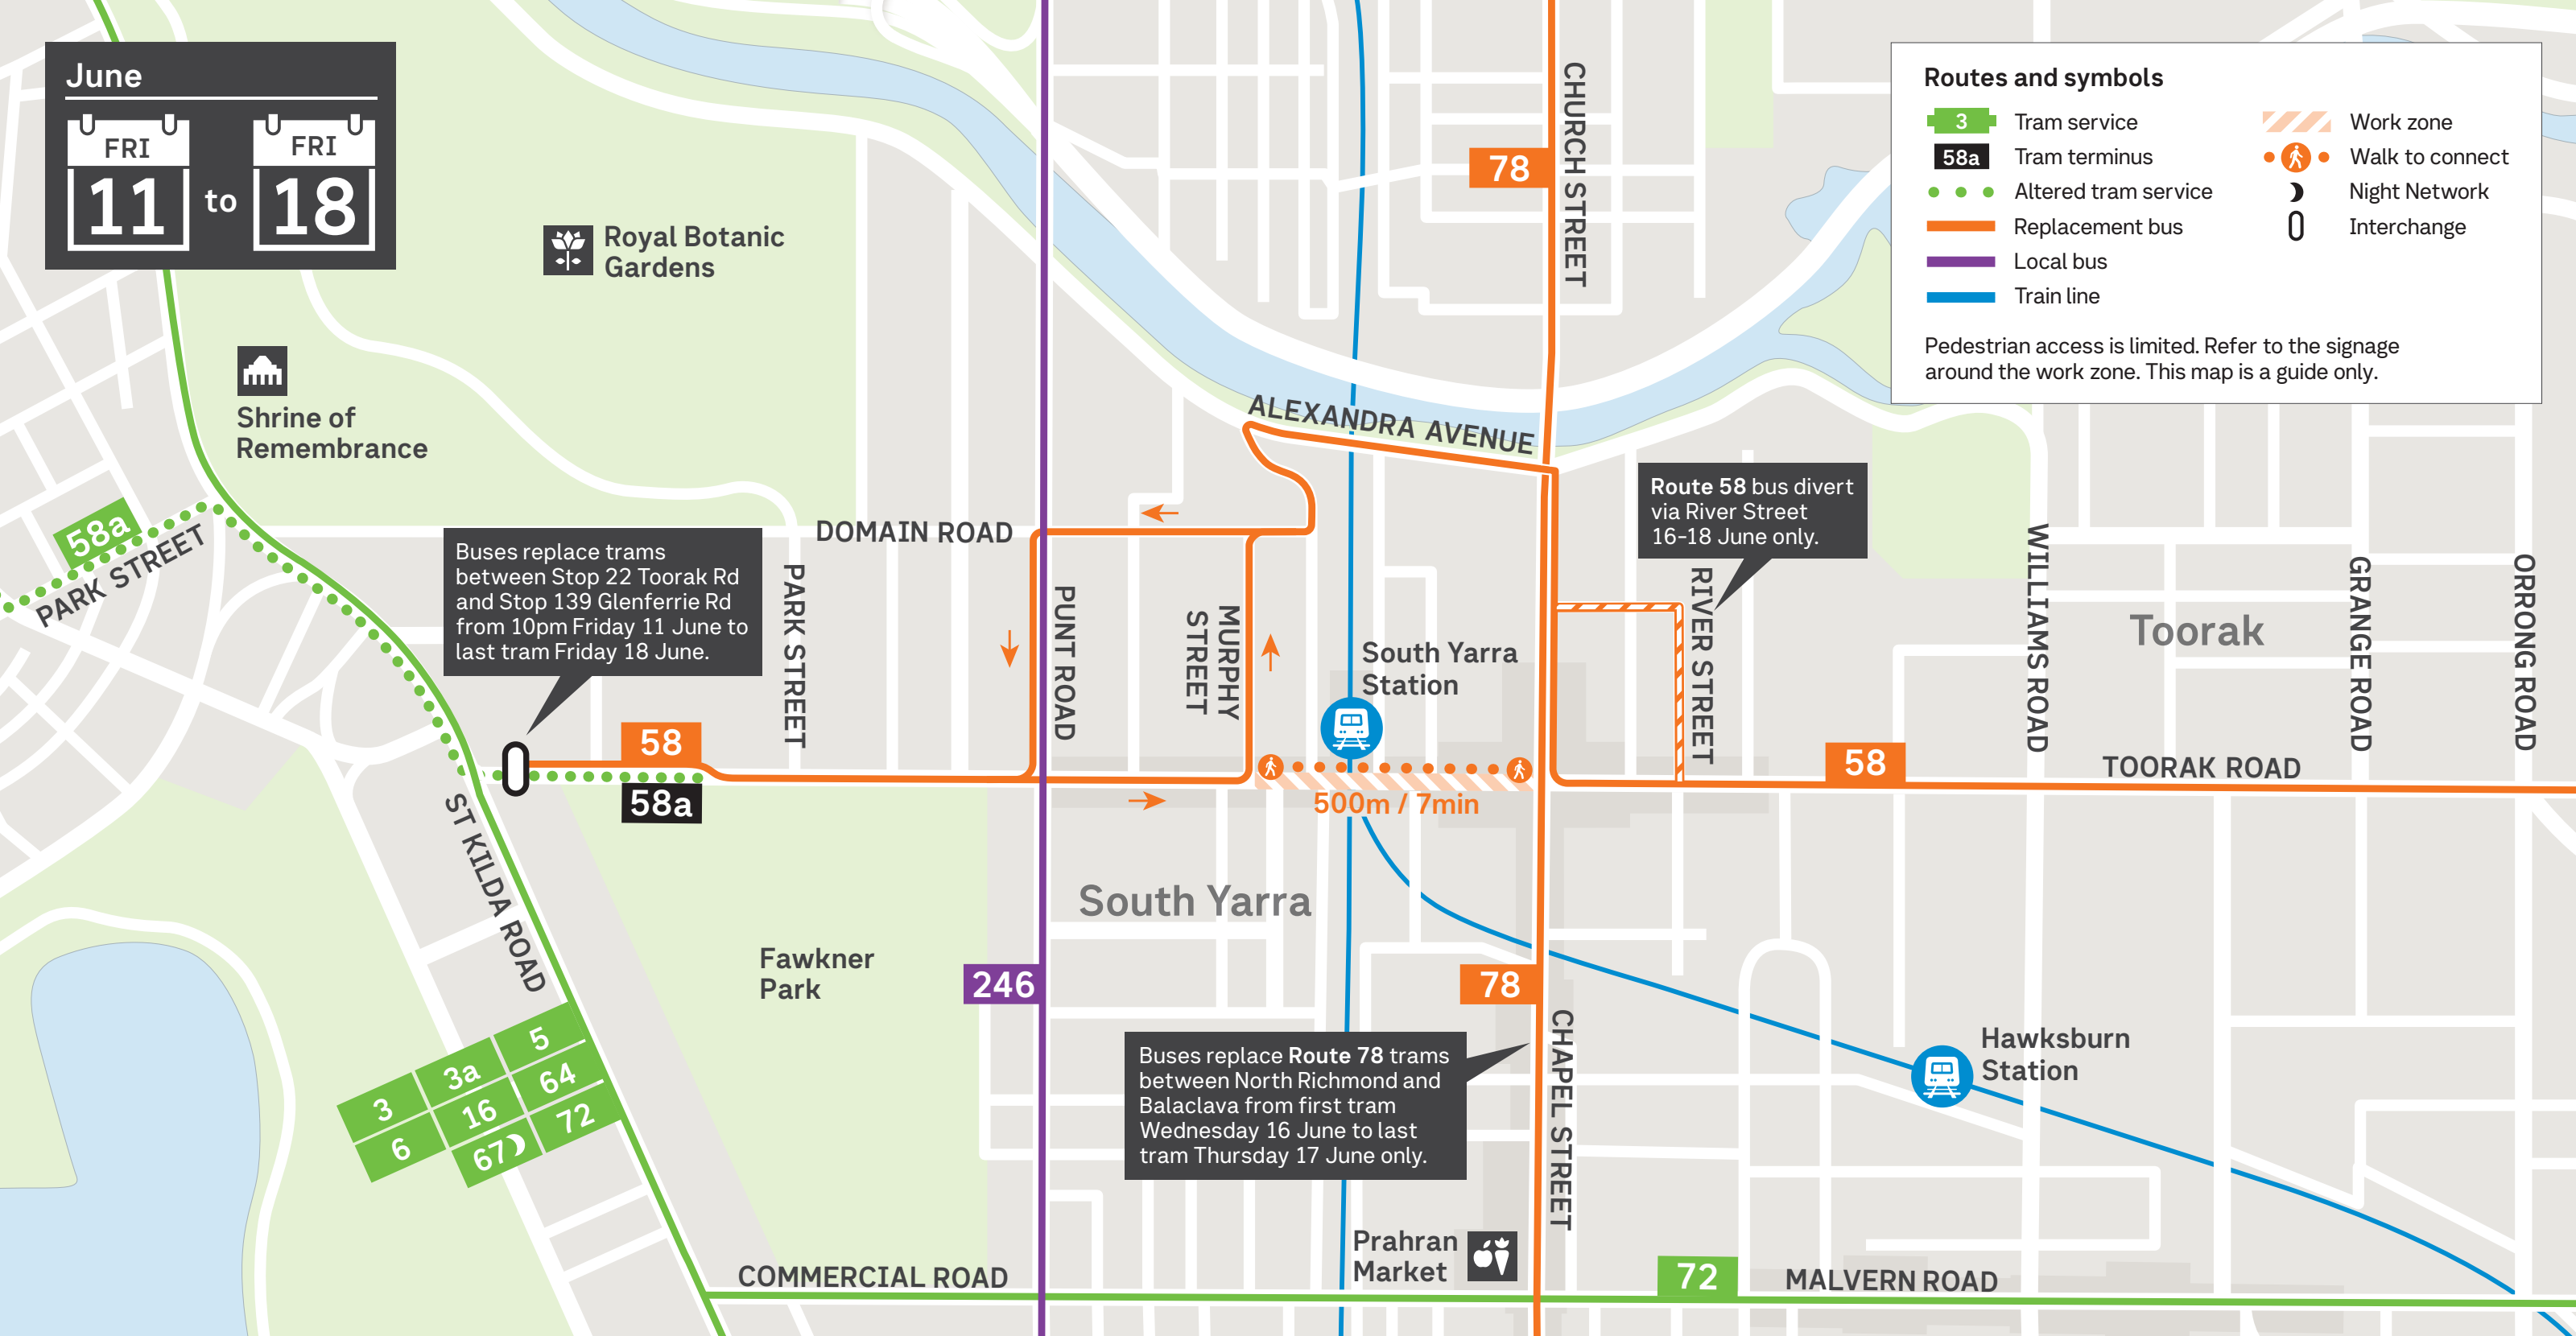 June
FRI
11
to
FRI
18
Routes and symbols
3
Tram service
58a
Tram terminus
Altered tram service
Replacement bus
Local bus
Train line
Work zone
Walk to connect
Night Network
Interchange
Pedestrian access is limited. Refer to the signage
around the work zone. This map is a guide only.
CHURCH STREET
78
Royal Botanic
Gardens
Shrine of
Remembrance
ALEXANDRA AVENUE
58a
PARK STREET
DOMAIN ROAD
Buses replace trams
between Stop 22 Toorak Rd
and Stop 139 Glenferrie Rd
from 10pm Friday 11 June to
last tram Friday 18 June.
PARK STREET
PUNT ROAD
MURPHY
STREET
Route 58 bus divert
via River Street
16-18 June only.
RIVER STREET
WILLIAMS ROAD
GRANGE ROAD
ORRONG ROAD
Toorak
South Yarra
Station
58
58a
500m / 7min
58
TOORAK ROAD
ST KILDA ROAD
South Yarra
Fawkner
Park
246
78
3
3a
5
6
16
64
67
72
Buses replace Route 78 trams
between North Richmond and
Balaclava from first tram
Wednesday 16 June to last
tram Thursday 17 June only.
CHAPEL STREET
Hawksburn
Station
Prahran
Market
COMMERCIAL ROAD
72
MALVERN ROAD